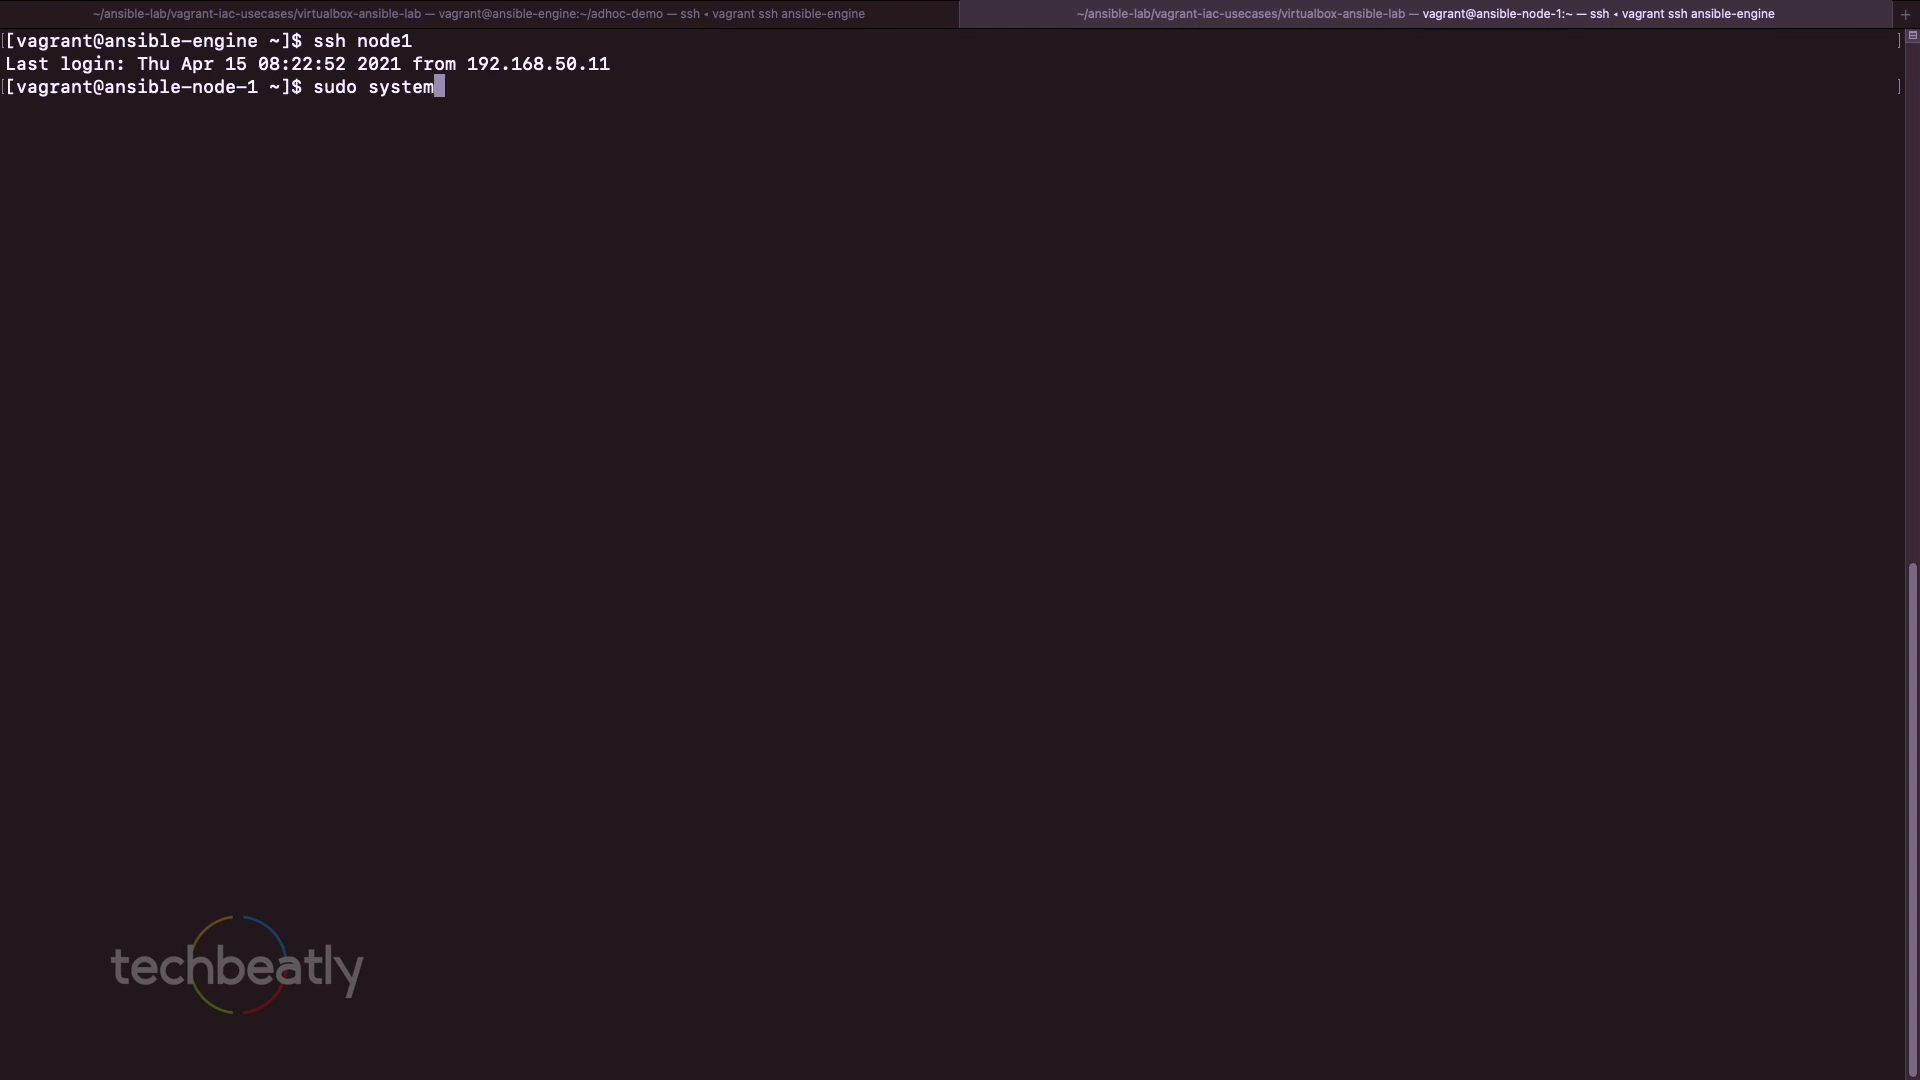 ~/ansible-lab/vagrant-iac-usecases/virtualbox-ansible-lab — vagrant@ansible-engine:~/adhoc-demo — ssh ◂ vagrant ssh ansible-engine
~/ansible-lab/vagrant-iac-usecases/virtualbox-ansible-lab — vagrant@ansible-node-1:~ — ssh ◂ vagrant ssh ansible-engine
[vagrant@ansible-engine ~]$ ssh node1
Last login: Thu Apr 15 08:22:52 2021 from 192.168.50.11
[vagrant@ansible-node-1 ~]$ sudo system
techbeatly